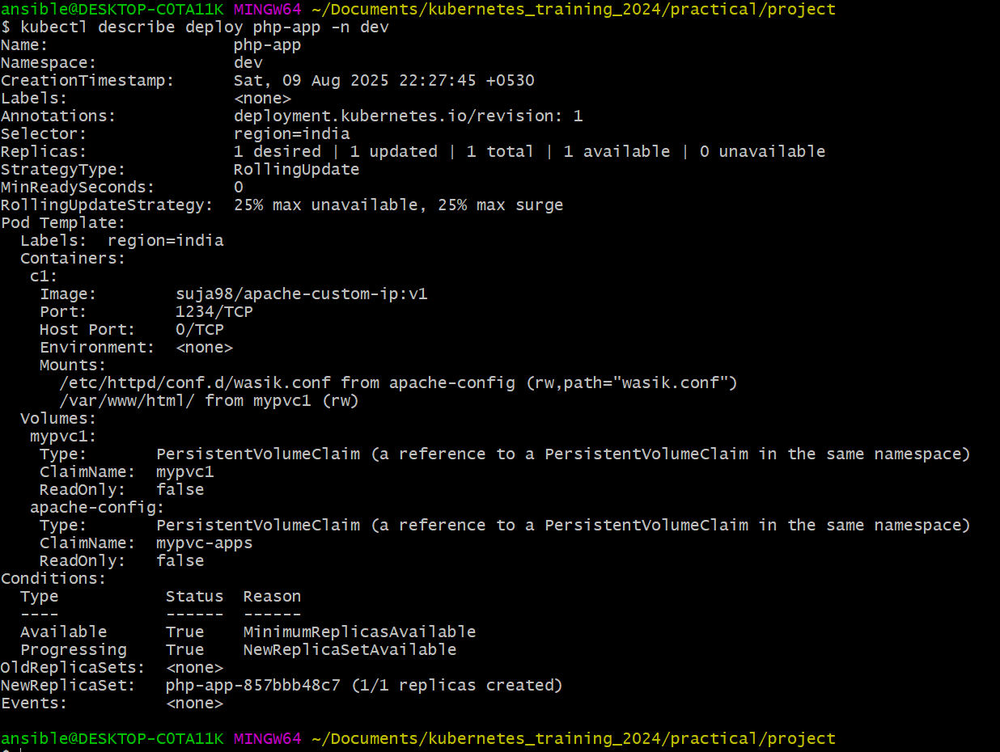 ansible@DESKTOP-C0TA11K MINGW64 ~/Documents/kubernetes_training_2024/practical/project
$ kubectl describe deploy php-app -n dev
Name:                   php-app
Namespace:              dev
CreationTimestamp:      Sat, 09 Aug 2025 22:27:45 +0530
Labels:                 <none>
Annotations:            deployment.kubernetes.io/revision: 1
Selector:               region=india
Replicas:               1 desired | 1 updated | 1 total | 1 available | 0 unavailable
StrategyType:           RollingUpdate
MinReadySeconds:        0
RollingUpdateStrategy:  25% max unavailable, 25% max surge
Pod Template:
  Labels:  region=india
  Containers:
   c1:
    Image:        suja98/apache-custom-ip:v1
    Port:         1234/TCP
    Host Port:    0/TCP
    Environment:  <none>
    Mounts:
      /etc/httpd/conf.d/wasik.conf from apache-config (rw,path="wasik.conf")
      /var/www/html/ from mypvc1 (rw)
  Volumes:
   mypvc1:
    Type:       PersistentVolumeClaim (a reference to a PersistentVolumeClaim in the same namespace)
    ClaimName:  mypvc1
    ReadOnly:   false
   apache-config:
    Type:       PersistentVolumeClaim (a reference to a PersistentVolumeClaim in the same namespace)
    ClaimName:  mypvc-apps
    ReadOnly:   false
Conditions:
  Type           Status  Reason
  ----           ------  ------
  Available      True    MinimumReplicasAvailable
  Progressing    True    NewReplicaSetAvailable
OldReplicaSets:  <none>
NewReplicaSet:   php-app-857bbb48c7 (1/1 replicas created)
Events:          <none>
ansible@DESKTOP-C0TA11K MINGW64 ~/Documents/kubernetes_training_2024/practical/project